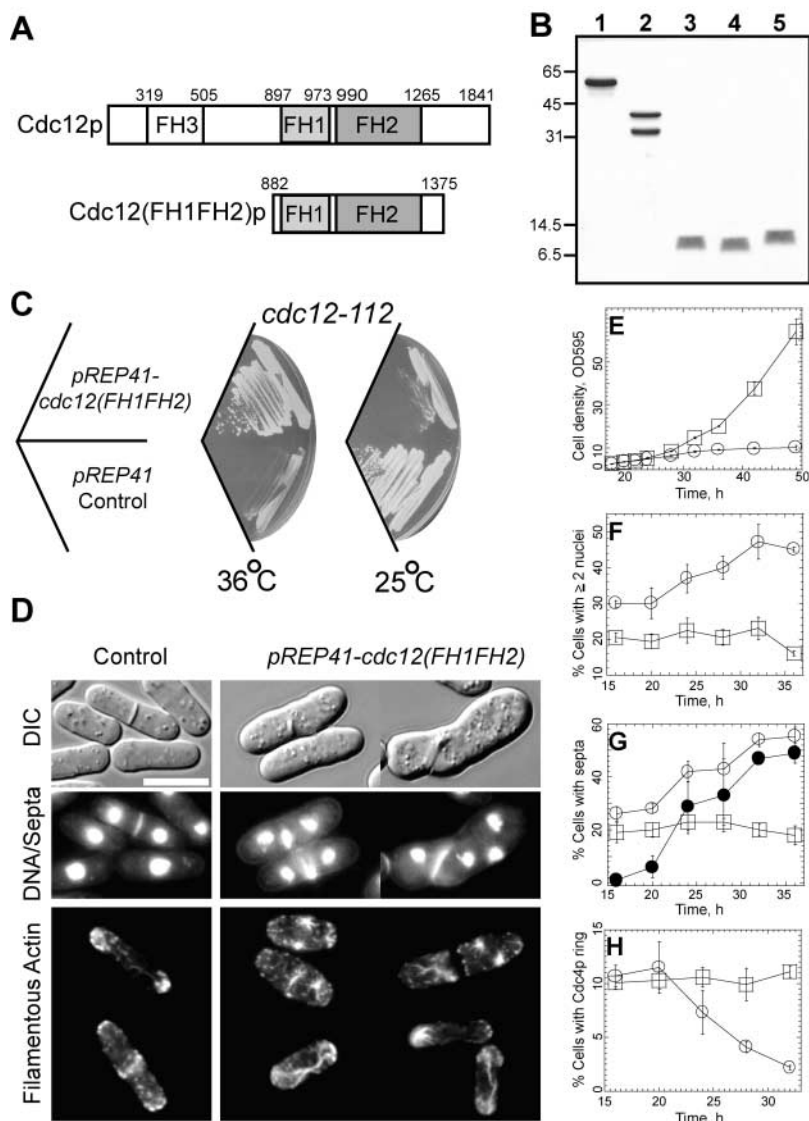 A
319 505 897 973 990 1265 1841
Cdc12p
FH3 FH1 FH2
882 1375
Cdc12(FH1FH2)p
FH1 FH2
B
1 2 3 4 5
65
45
31
14.5
6.5
C
cdc12-112
pREP41-
cdc12(FH1FH2)
pREP41
Control
36°C
25°C
D
Control
pREP41-cdc12(FH1FH2)
DIC
DNA/Septa
Filamentous Actin
E
Cell density, OD595
50
30
10
0
20 30 40 50
Time, h
F
% Cells with ≥ 2 nuclei
50
40
30
20
10
15 20 25 30 35
Time, h
G
% Cells with septa
60
40
20
0
15 20 25 30 35
Time, h
H
% Cells with Cdc4p ring
15
10
5
0
15 20 25 30
Time, h